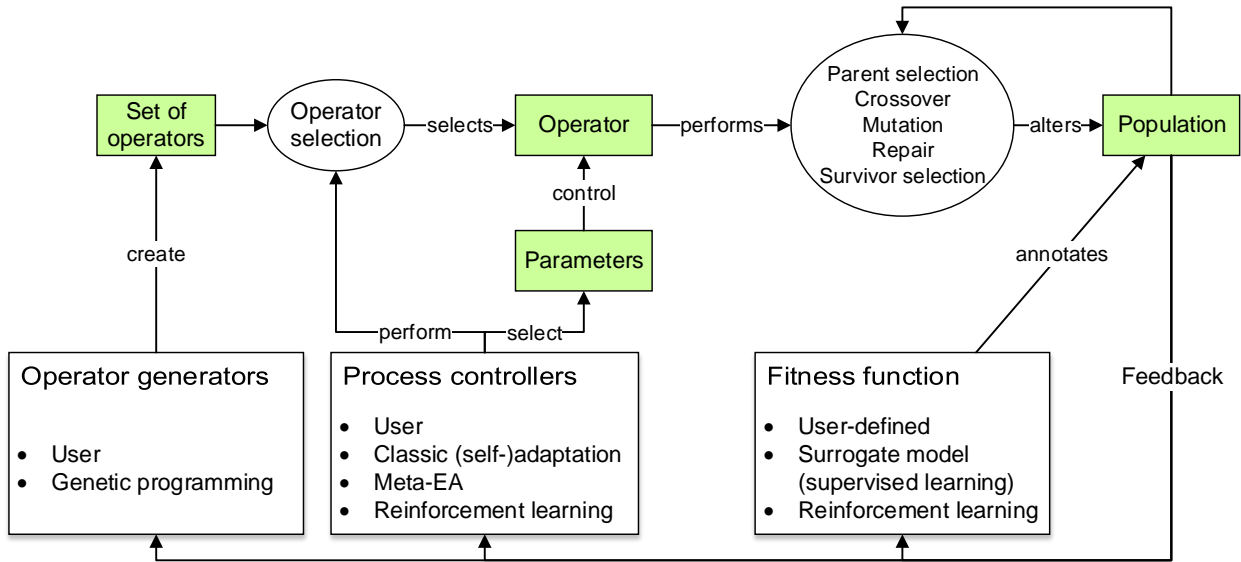 Parent selection
Crossover
Mutation
Repair
Survivor selection
Set of
operators
Operator
selection
selects
Operator
performs
alters
Population
control
create
Parameters
annotates
perform
select
Operator generators
• User
• Genetic programming
Process controllers
• User
• Classic (self-)adaptation
• Meta-EA
• Reinforcement learning
Fitness function
• User-defined
• Surrogate model
(supervised learning)
• Reinforcement learning
Feedback